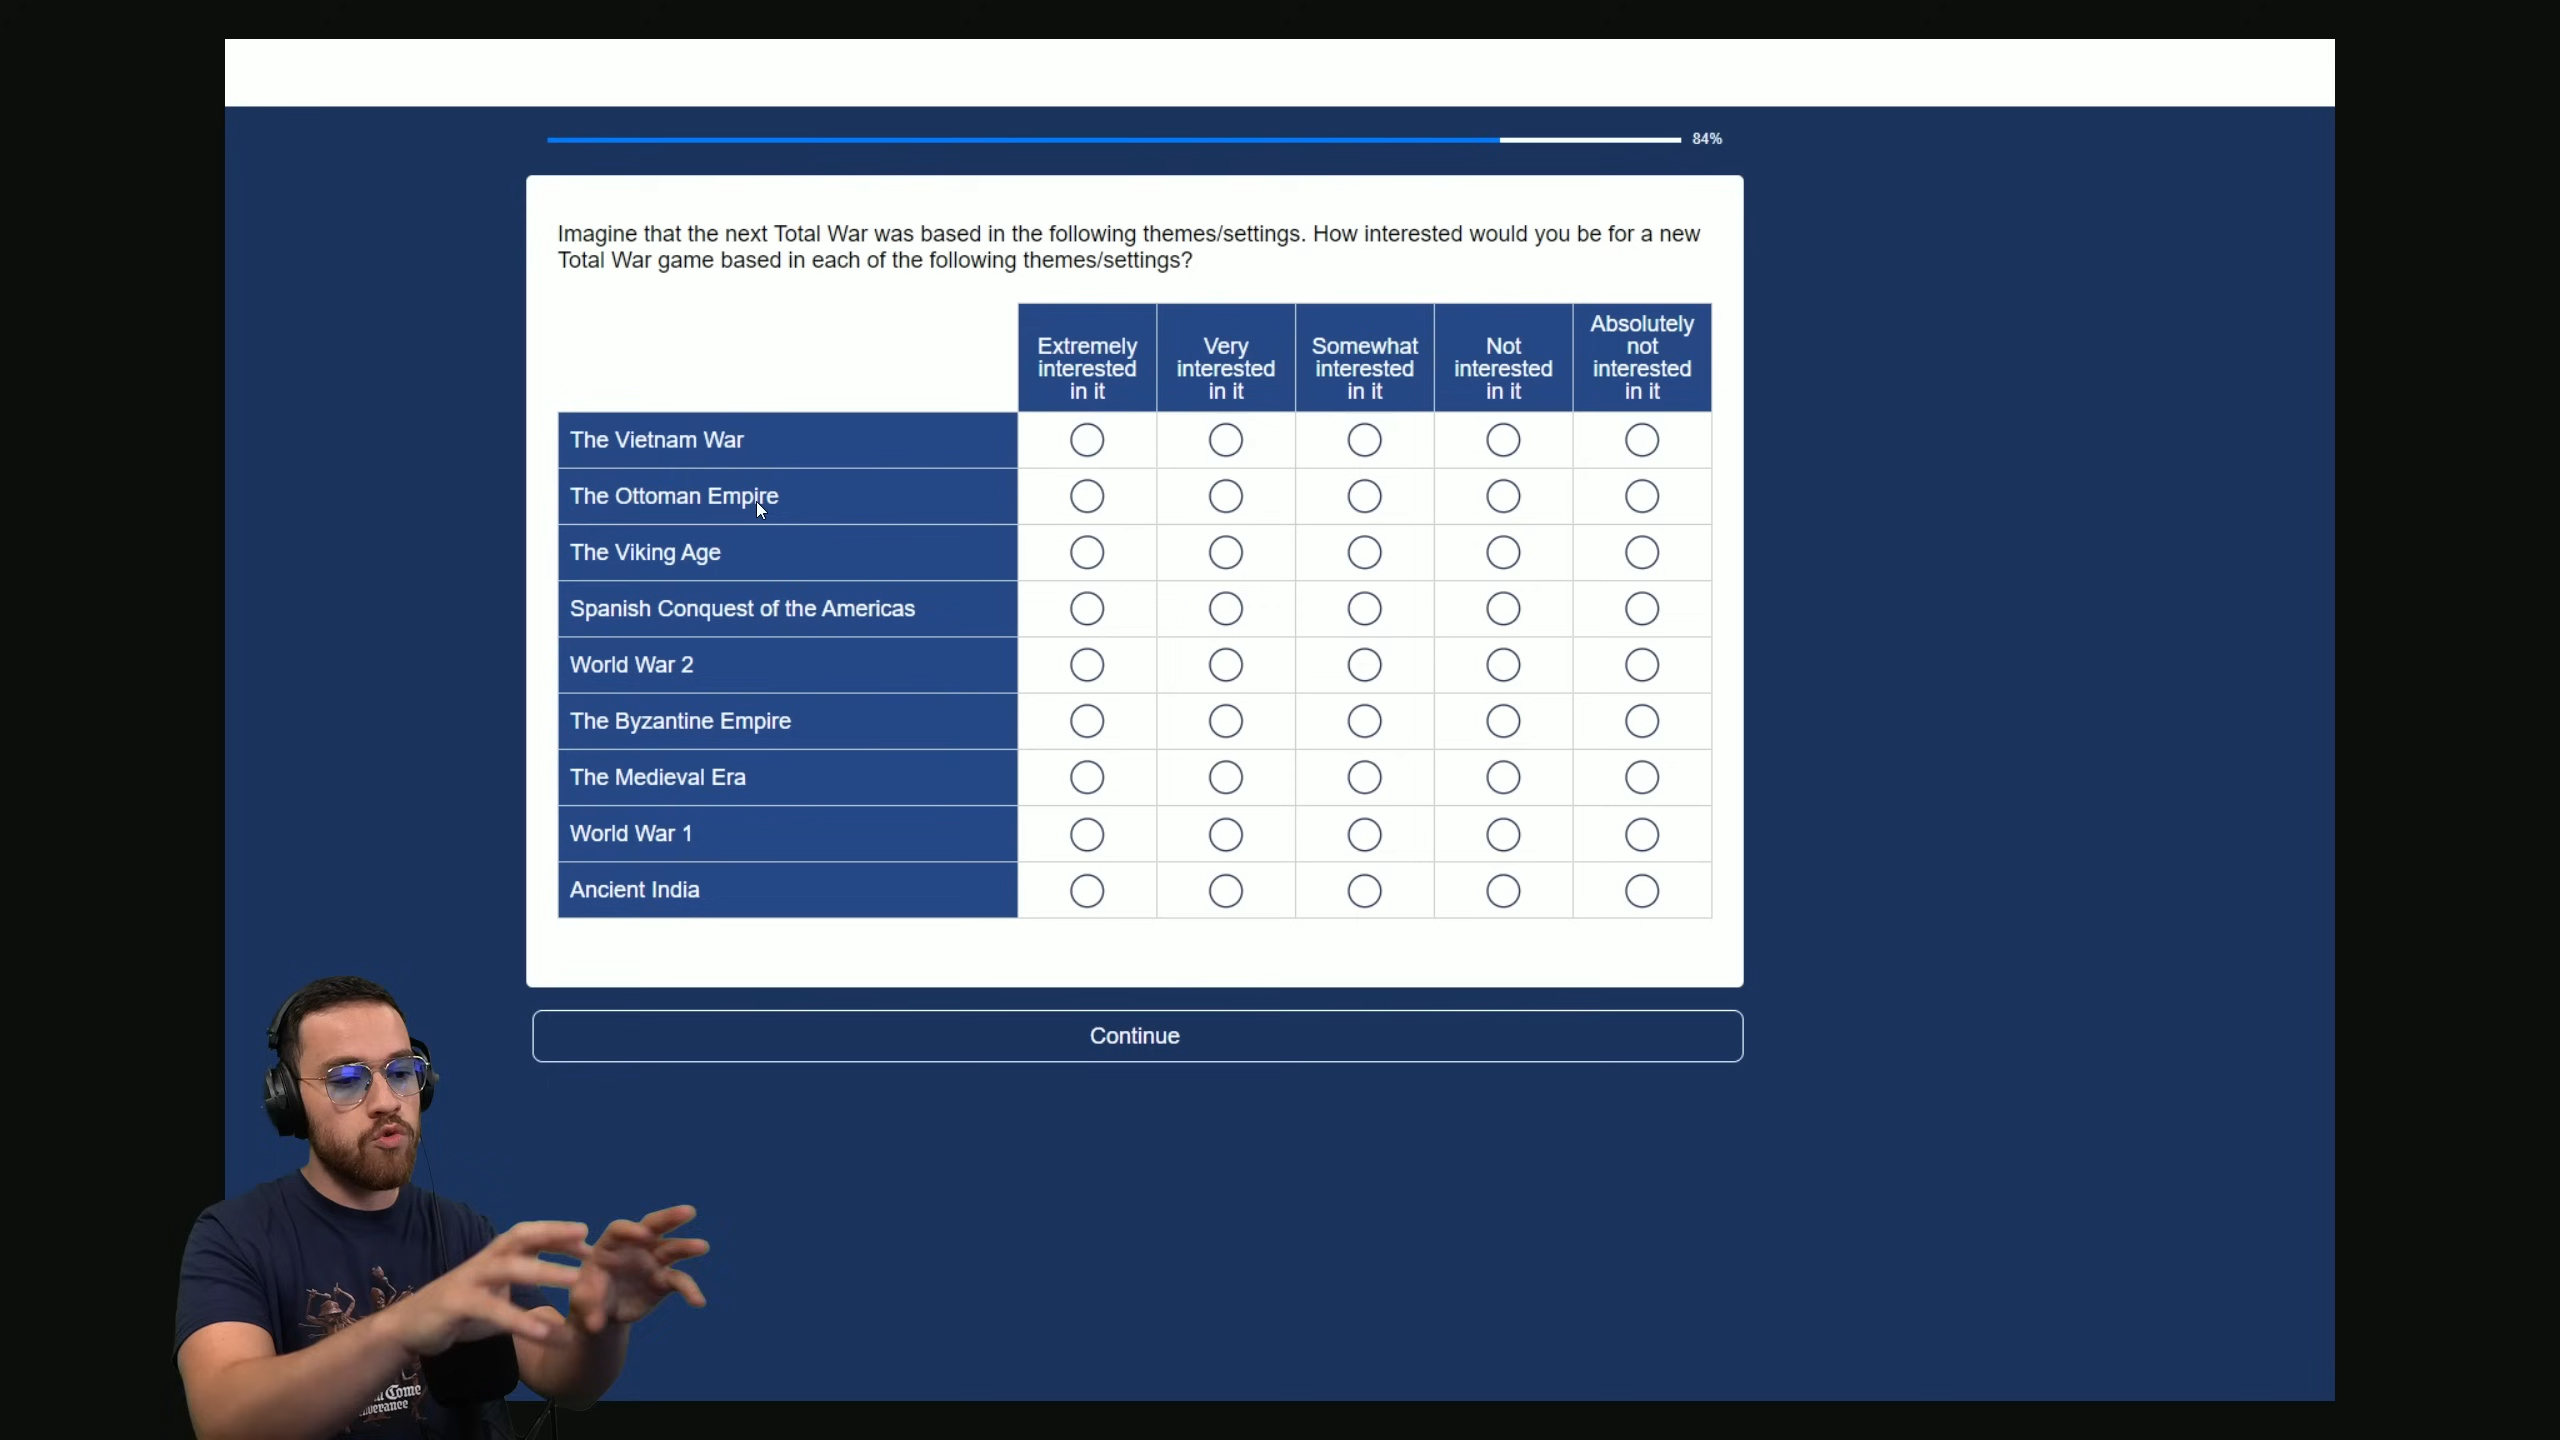 84%
Imagine that the next Total War was based in the following themes/settings. How interested would you be for a new
Total War game based in each of the following themes/settings?
Extremely
interested
in it
Very
interested
in it
Somewhat
interested
in it
Not
interested
in it
Absolutely
not
interested
in it
The Vietnam War
The Ottoman Empire
The Viking Age
Spanish Conquest of the Americas
World War 2
The Byzantine Empire
The Medieval Era
World War 1
Ancient India
Continue
Come